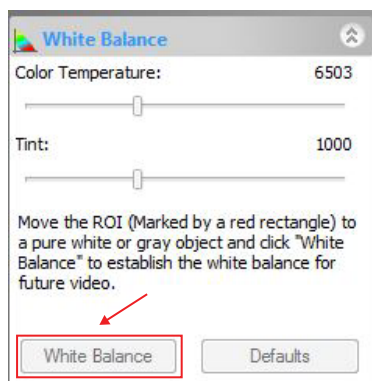 White Balance
Color Temperature: 6503
Tint: 1000
Move the ROI (Marked by a red rectangle) to
a pure white or gray object and click "White
Balance" to establish the white balance for
future video.
White Balance Defaults